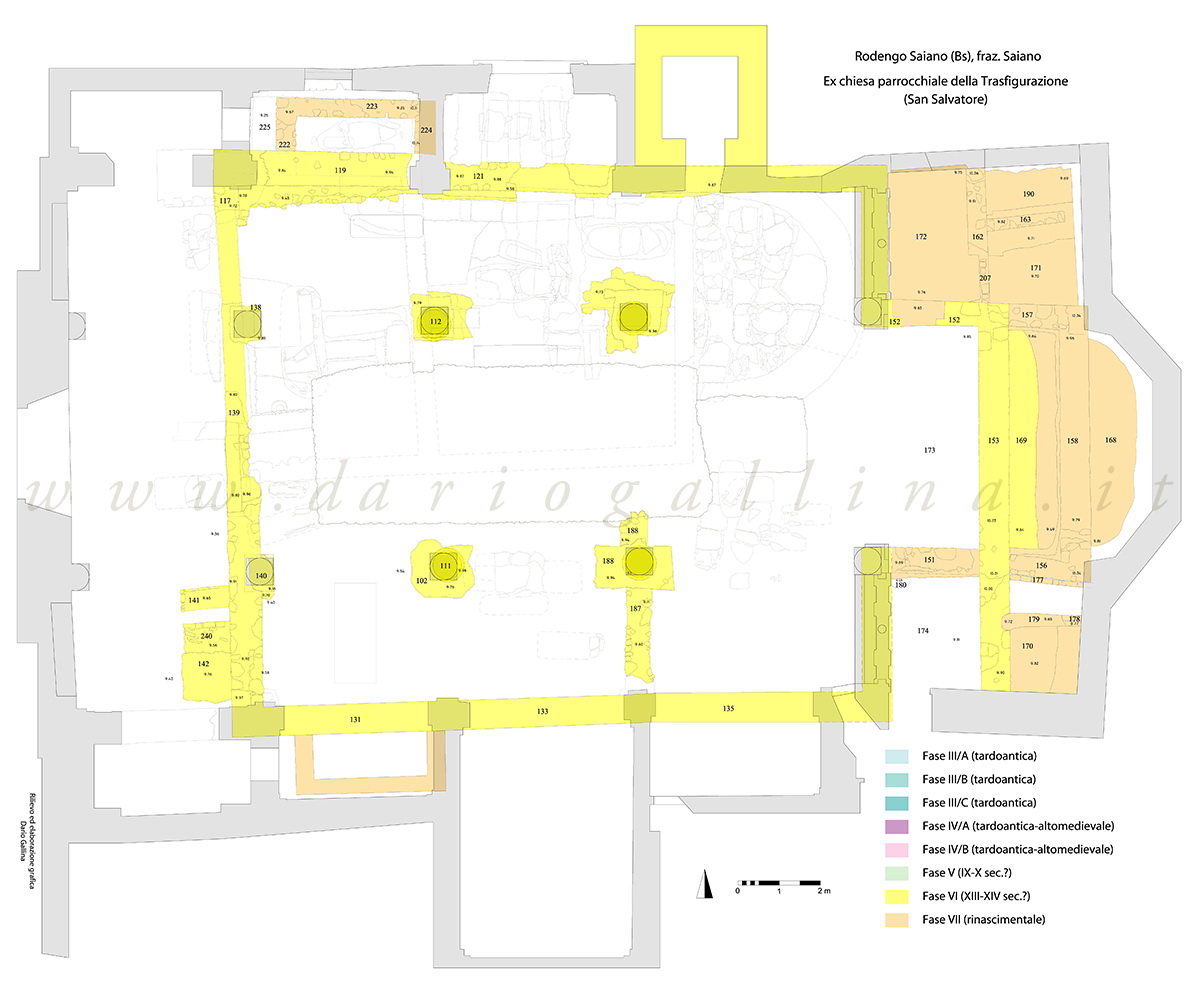 Rodengo Saiano (Bs), fraz. Saiano
Ex chiesa parrocchiale della Trasfigurazione
(San Salvatore)
223
225
224
222
119
121
117
190
163
172
162
171
207
138
112
152
152
157
139
153
169
158
168
173
www.dariogallina.it
188
188
111
102
140
151
156
177
180
141
187
240
142
174
179
178
170
131
133
135
Fase III/A (tardoantica)
Fase III/B (tardoantica)
Fase III/C (tardoantica)
Fase IV/A (tardoantica-altomedievale)
Fase IV/B (tardoantica-altomedievale)
Fase V (IX-X sec.?)
Fase VI (XIII-XIV sec.?)
Fase VII (rinascimentale)
0 1 2 m
Rilievo ed elaborazione grafica
Dario Gallina